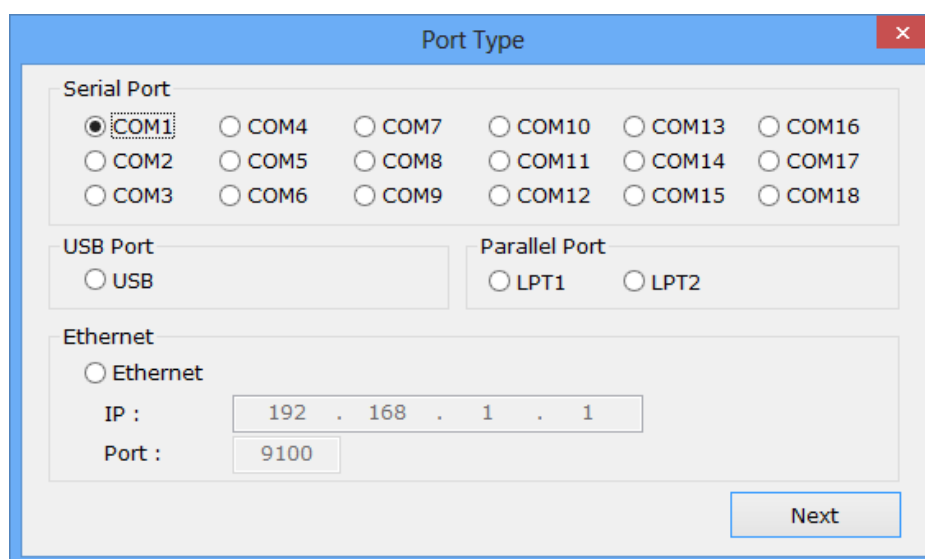 Port Type
Serial Port
COM1 COM4 COM7 COM10 COM13 COM16
COM2 COM5 COM8 COM11 COM14 COM17
COM3 COM6 COM9 COM12 COM15 COM18
USB Port Parallel Port
USB LPT1 LPT2
Ethernet
Ethernet
IP : 192 . 168 . 1 . 1
Port : 9100
Next